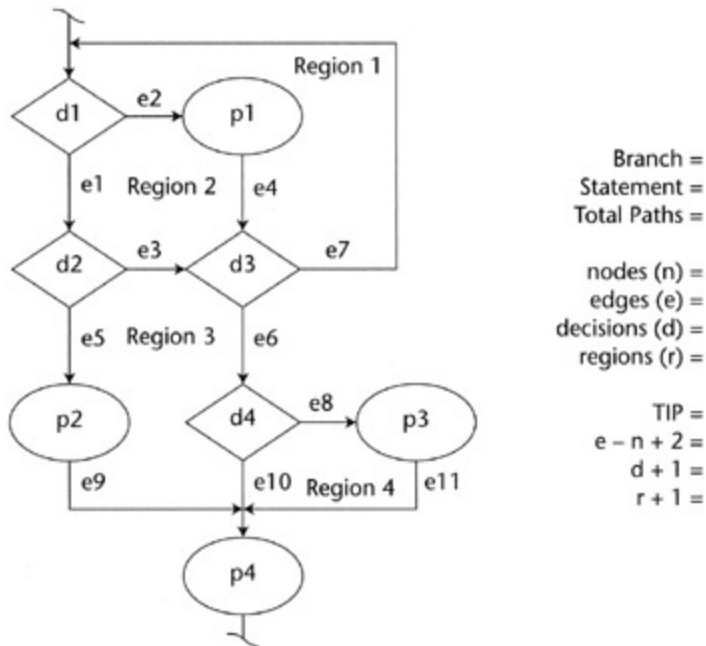 Region 1
d1
e2
p1
e1
Region 2
e4
d2
e3
d3
e7
e5
Region 3
e6
p2
d4
e8
p3
e9
e10
Region 4
e11
p4
Branch =
Statement =
Total Paths =
nodes (n) =
edges (e) =
decisions (d) =
regions (r) =
TIP =
e – n + 2 =
d + 1 =
r + 1 =